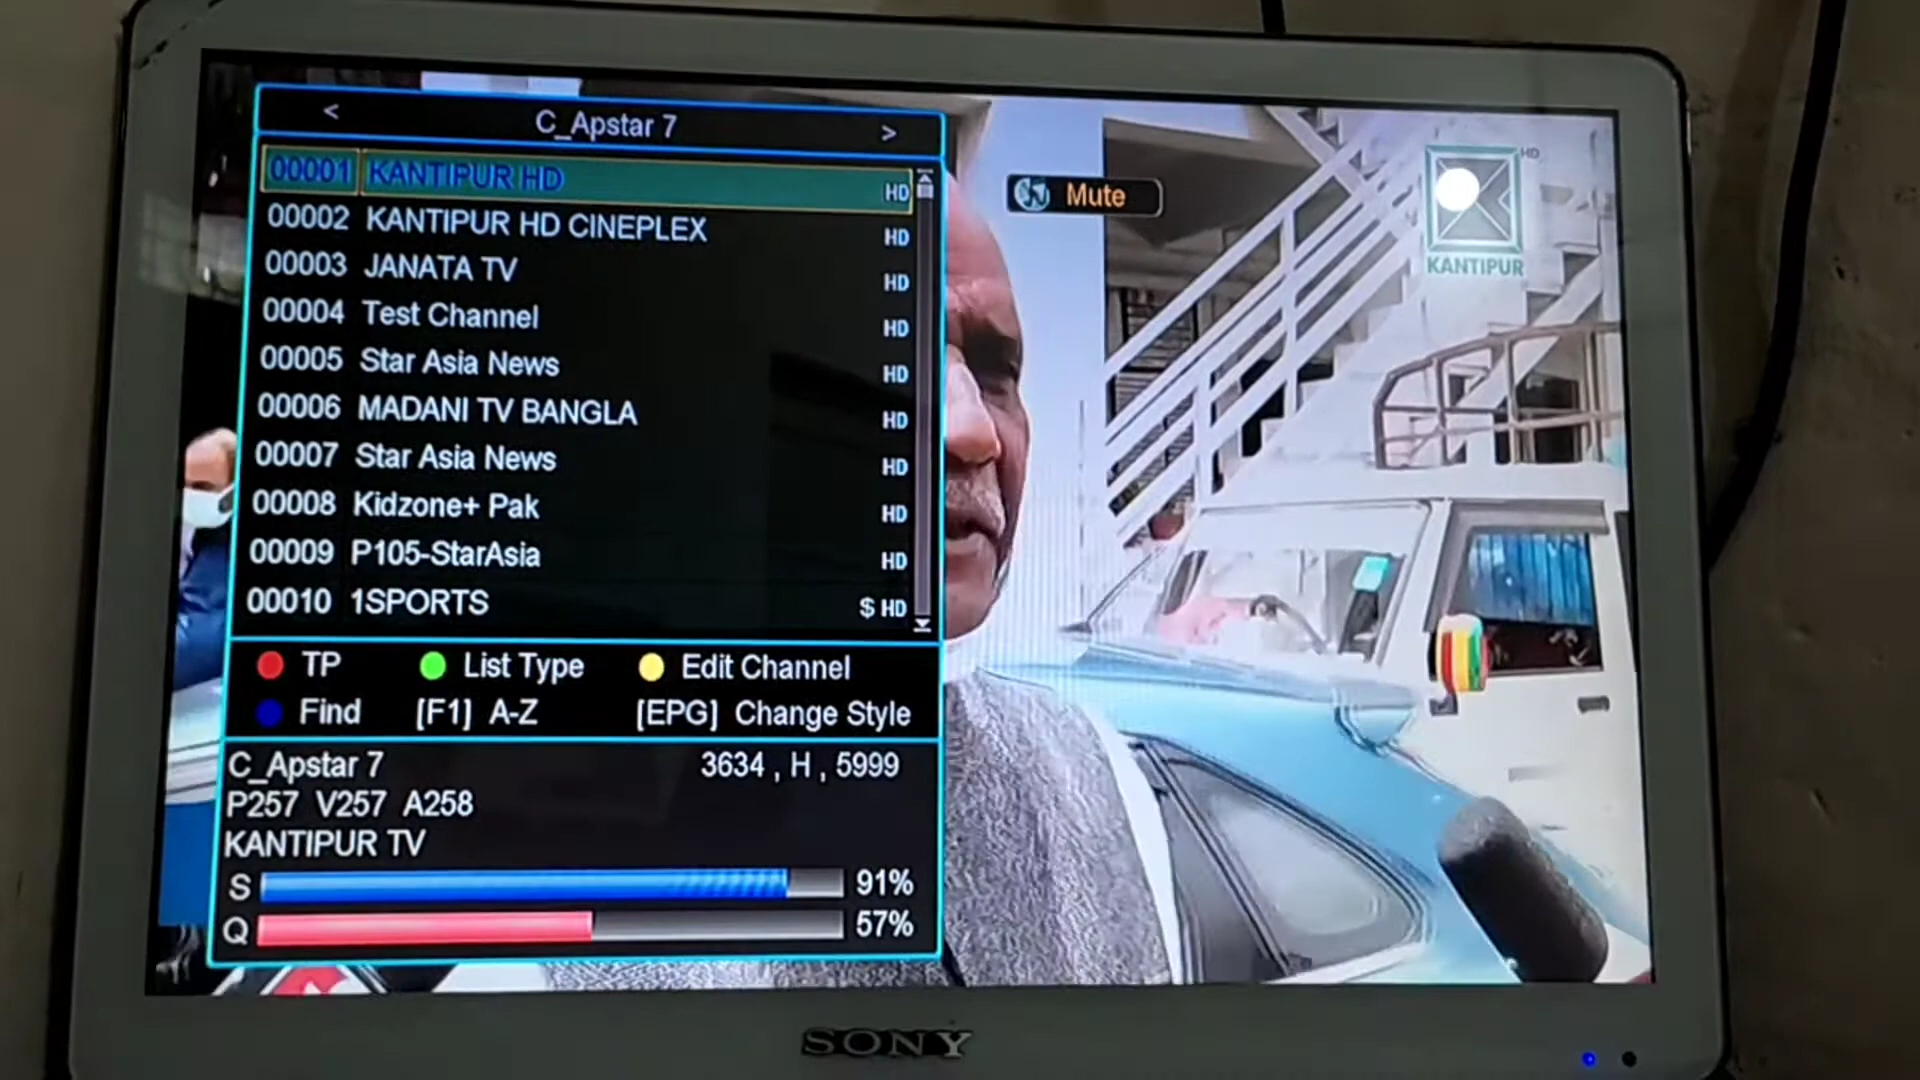 < C_Apstar 7 >
00001 KANTIPUR HD HD
00002 KANTIPUR HD CINEPLEX HD
00003 JANATA TV HD
00004 Test Channel HD
00005 Star Asia News HD
00006 MADANI TV BANGLA HD
00007 Star Asia News HD
00008 Kidzone+ Pak HD
00009 P105-StarAsia HD
00010 1SPORTS $ HD
TP List Type Edit Channel
Find [F1] A-Z [EPG] Change Style
C_Apstar 7 3634 , H , 5999
P257 V257 A258
KANTIPUR TV
S 91%
Q 57%
Mute
HD
KANTIPUR
SONY